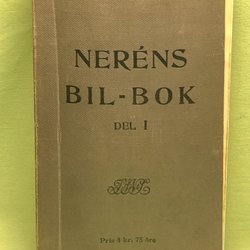 NERÉNS
BIL-BOK
DEL I
Pris 4 kr. 75 öre